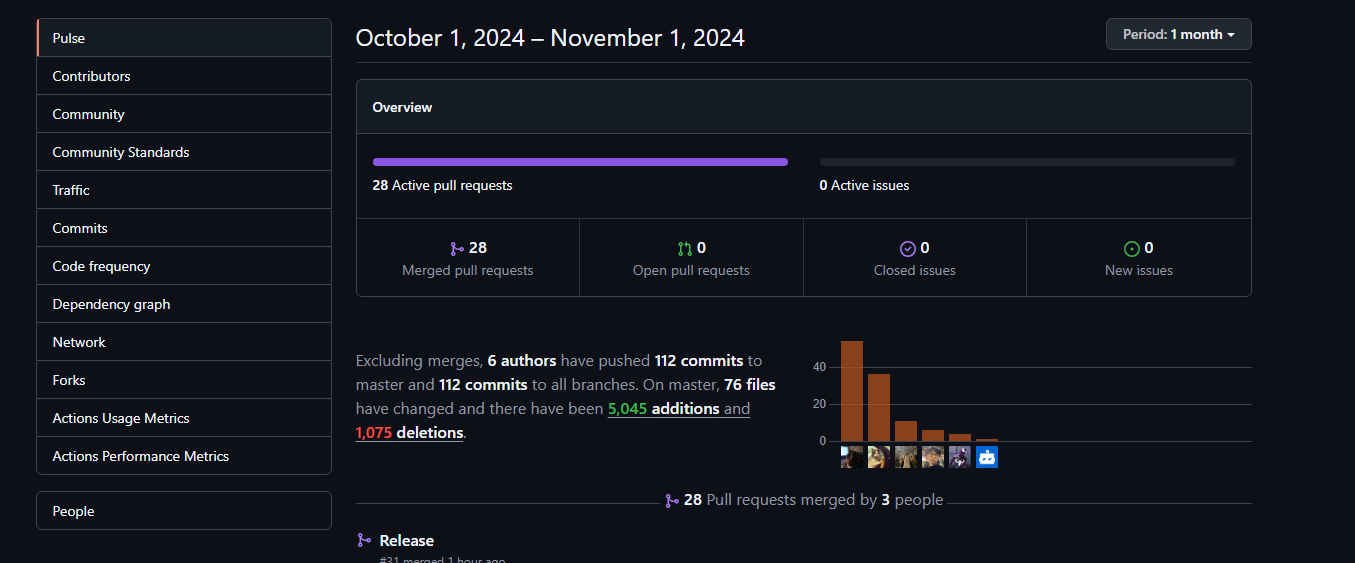 Pulse
Contributors
Community
Community Standards
Traffic
Commits
Code frequency
Dependency graph
Network
Forks
Actions Usage Metrics
Actions Performance Metrics
People
October 1, 2024 – November 1, 2024
Period: 1 month
Overview
28 Active pull requests
0 Active issues
28
Merged pull requests
0
Open pull requests
0
Closed issues
0
New issues
Excluding merges, 6 authors have pushed 112 commits to
master and 112 commits to all branches. On master, 76 files
have changed and there have been 5,045 additions and
1,075 deletions.
40
20
0
28 Pull requests merged by 3 people
Release
#31 merged 1 hour ago